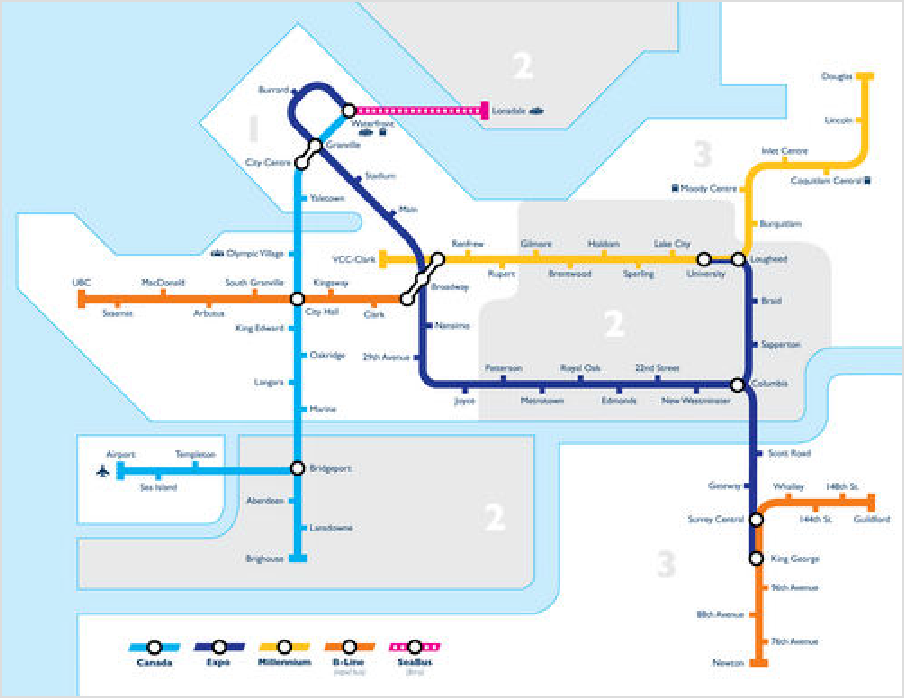 2
Douglas
Burrard
Lonsdale
Lincoln
Waterfront
1
Granville
3
Inlet Centre
City Centre
Coquitlam Central
Stadium
Moody Centre
Yaletown
Main
Burquitlam
Olympic Village
VCC-Clark
Renfrew
Gilmore
Holdom
Lake City
Lougheed
Rupert
Brentwood
Sperling
University
UBC
MacDonald
South Granville
Kingsway
Broadway
Braid
Arbutus
City Hall
Clark
2
King Edward
Nanaimo
Sapperton
Oakridge
29th Avenue
Patterson
Royal Oak
22nd Street
Langara
Columbia
Joyce
Metrotown
Edmonds
New Westminster
Marine
Airport
Templeton
Scott Road
Bridgeport
Sea Island
Gateway
Whalley
148th St.
Aberdeen
2
Surrey Central
144th St.
Guildford
Lansdowne
Brighouse
3
King George
96th Avenue
88th Avenue
76th Avenue
Newton
Canada
Expo
Millennium
B-Line
SeaBus